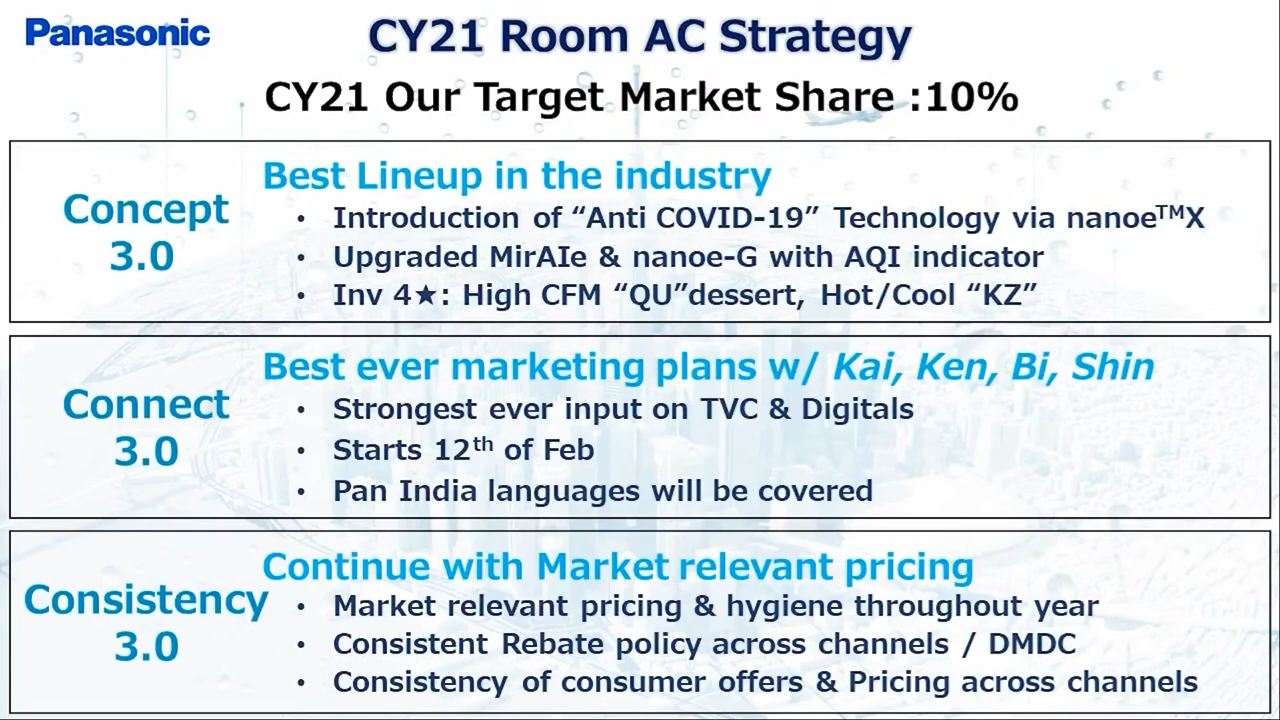 Panasonic
CY21 Room AC Strategy
CY21 Our Target Market Share :10%
Concept
3.0
Best Lineup in the industry
• Introduction of “Anti COVID-19” Technology via nanoe™X
• Upgraded MirAIe & nanoe-G with AQI indicator
• Inv 4★: High CFM “QU”dessert, Hot/Cool “KZ”
Connect
3.0
Best ever marketing plans w/ Kai, Ken, Bi, Shin
• Strongest ever input on TVC & Digitals
• Starts 12th of Feb
• Pan India languages will be covered
Consistency
3.0
Continue with Market relevant pricing
• Market relevant pricing & hygiene throughout year
• Consistent Rebate policy across channels / DMDC
• Consistency of consumer offers & Pricing across channels